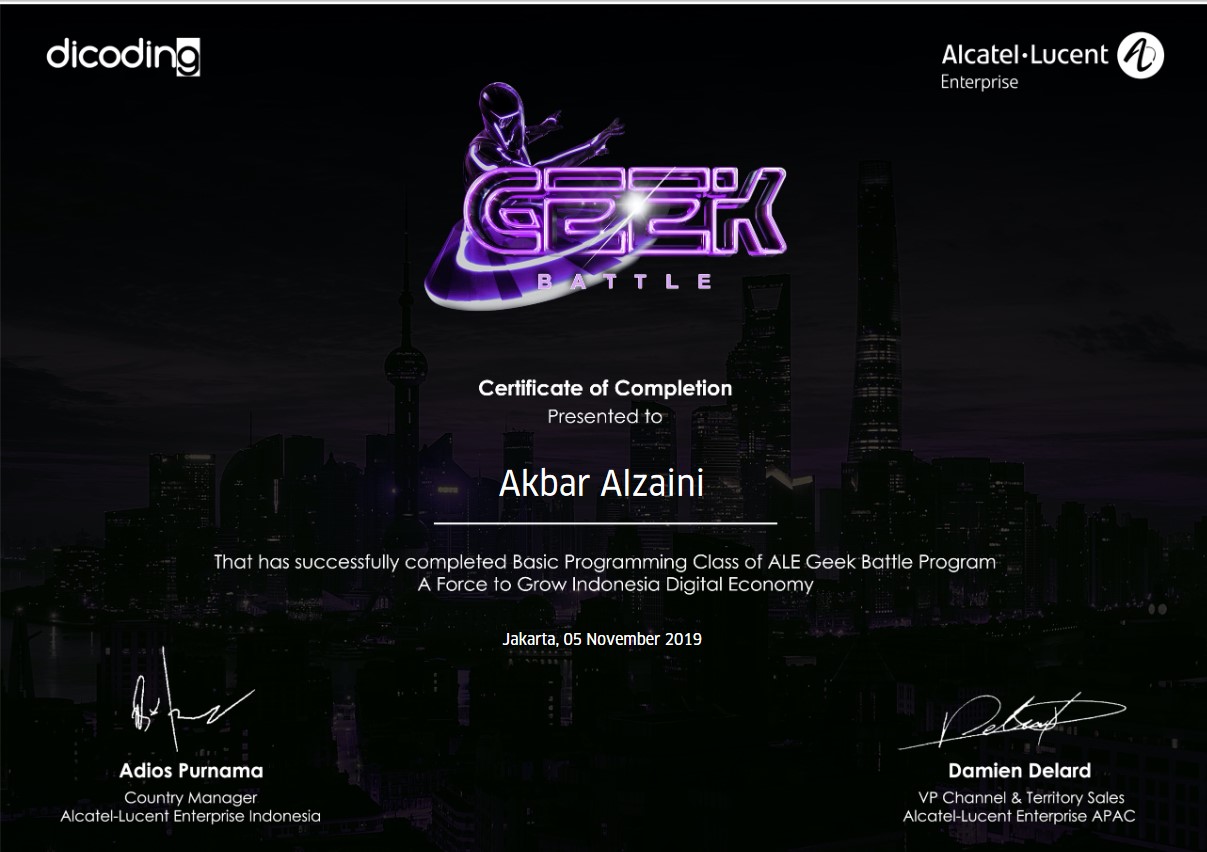 dicoding
Alcatel•Lucent
Enterprise
GEEK
BATTLE
Certificate of Completion
Presented to
Akbar Alzaini
That has successfully completed Basic Programming Class of ALE Geek Battle Program
A Force to Grow Indonesia Digital Economy
Jakarta, 05 November 2019
Adios Purnama
Country Manager
Alcatel-Lucent Enterprise Indonesia
Damien Delard
VP Channel & Territory Sales
Alcatel-Lucent Enterprise APAC